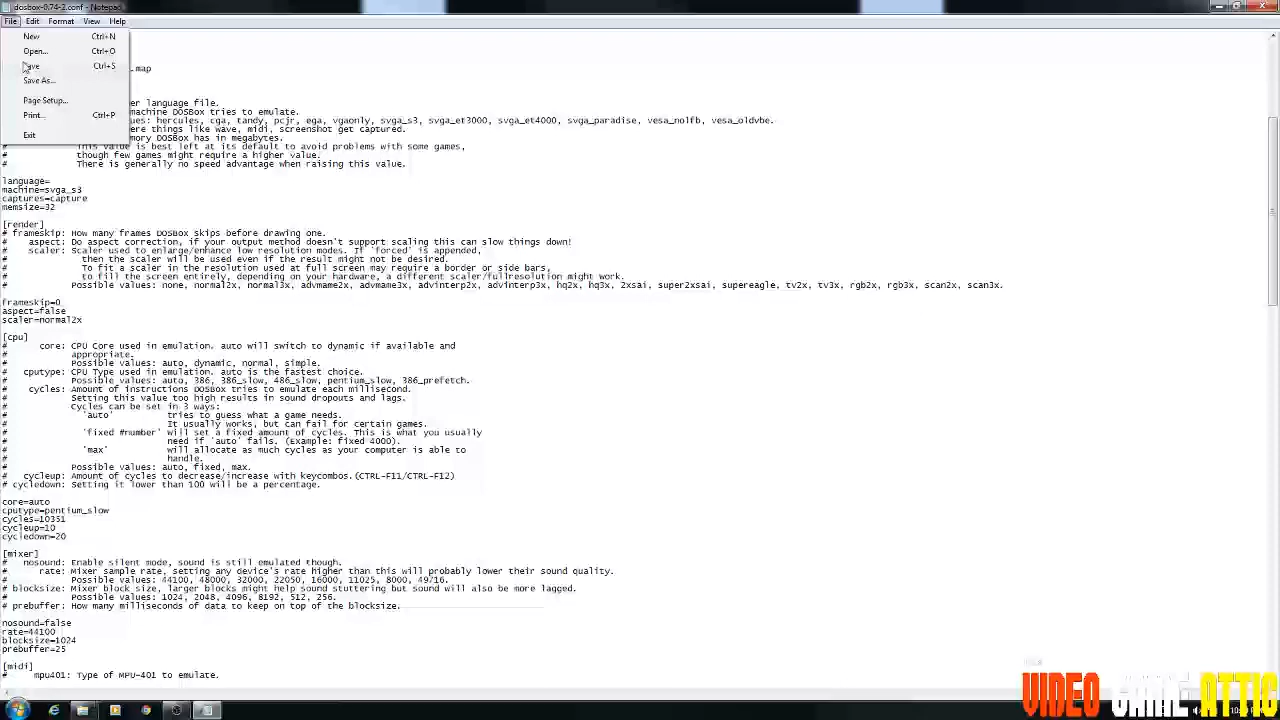 dosbox-0.74-2.conf - Notepad
File Edit Format View Help
New Ctrl+N
Open... Ctrl+O
Ctrl+S
Save As...
Page Setup...
Print... Ctrl+P
Exit
.map
er language file.
machine DOSBox tries to emulate.
ues: hercules, cga, tandy, pcjr, ega, vgaonly, svga_s3, svga_et3000, svga_et4000, svga_paradise, vesa_nolfb, vesa_oldvbe.
ere things like wave, midi, screenshot get captured.
mory DOSBox has in megabytes.
# This value is best left at its default to avoid problems with some games,
# though few games might require a higher value.
# There is generally no speed advantage when raising this value.
language=
machine=svga_s3
captures=capture
memsize=32
[render]
# frameskip: How many frames DOSBox skips before drawing one.
# aspect: Do aspect correction, if your output method doesn't support scaling this can slow things down!
# scaler: Scaler used to enlarge/enhance low resolution modes. If 'forced' is appended,
# then the scaler will be used even if the result might not be desired.
# To fit a scaler in the resolution used at full screen may require a border or side bars,
# to fill the screen entirely, depending on your hardware, a different scaler/fullresolution might work.
# Possible values: none, normal2x, normal3x, advmame2x, advmame3x, advinterp2x, advinterp3x, hq2x, hq3x, 2xsai, super2xsai, supereagle, tv2x, tv3x, rgb2x, rgb3x, scan2x, scan3x.
frameskip=0
aspect=false
scaler=normal2x
[cpu]
# core: CPU Core used in emulation. auto will switch to dynamic if available and
# appropriate.
# Possible values: auto, dynamic, normal, simple.
# cputype: CPU Type used in emulation. auto is the fastest choice.
# Possible values: auto, 386, 386_slow, 486_slow, pentium_slow, 386_prefetch.
# cycles: Amount of instructions DOSBox tries to emulate each millisecond.
# Setting this value too high results in sound dropouts and lags.
# Cycles can be set in 3 ways:
# 'auto' tries to guess what a game needs.
# It usually works, but can fail for certain games.
# 'fixed #number' will set a fixed amount of cycles. This is what you usually
# need if 'auto' fails. (Example: fixed 4000).
# 'max' will allocate as much cycles as your computer is able to
# handle.
# Possible values: auto, fixed, max.
# cycleup: Amount of cycles to decrease/increase with keycombos.(CTRL-F11/CTRL-F12)
# cycledown: Setting it lower than 100 will be a percentage.
core=auto
cputype=pentium_slow
cycles=10351
cycleup=10
cycledown=20
[mixer]
# nosound: Enable silent mode, sound is still emulated though.
# rate: Mixer sample rate, setting any device's rate higher than this will probably lower their sound quality.
# Possible values: 44100, 48000, 32000, 22050, 16000, 11025, 8000, 49716.
# blocksize: Mixer block size, larger blocks might help sound stuttering but sound will also be more lagged.
# Possible values: 1024, 2048, 4096, 8192, 512, 256.
# prebuffer: How many milliseconds of data to keep on top of the blocksize.
nosound=false
rate=44100
blocksize=1024
prebuffer=25
[midi]
# mpu401: Type of MPU-401 to emulate.
VIDEO GAME ATTIC